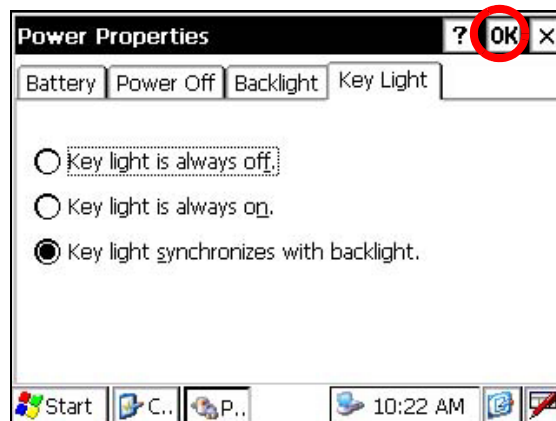 Power Properties ? OK ×
Battery Power Off Backlight Key Light
Key light is always off.
Key light is always on.
Key light synchronizes with backlight.
Start C.. P.. 10:22 AM